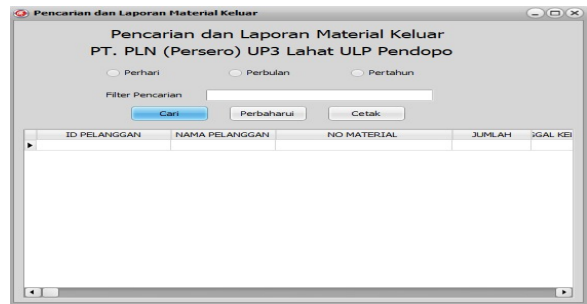 Pencarian dan Laporan Material Keluar
Pencarian dan Laporan Material Keluar
PT. PLN (Persero) UP3 Lahat ULP Pendopo
Perhari Perbulan Pertahun
Filter Pencarian
Cari Perbaharui Cetak
ID PELANGGAN NAMA PELANGGAN NO MATERIAL JUMLAH